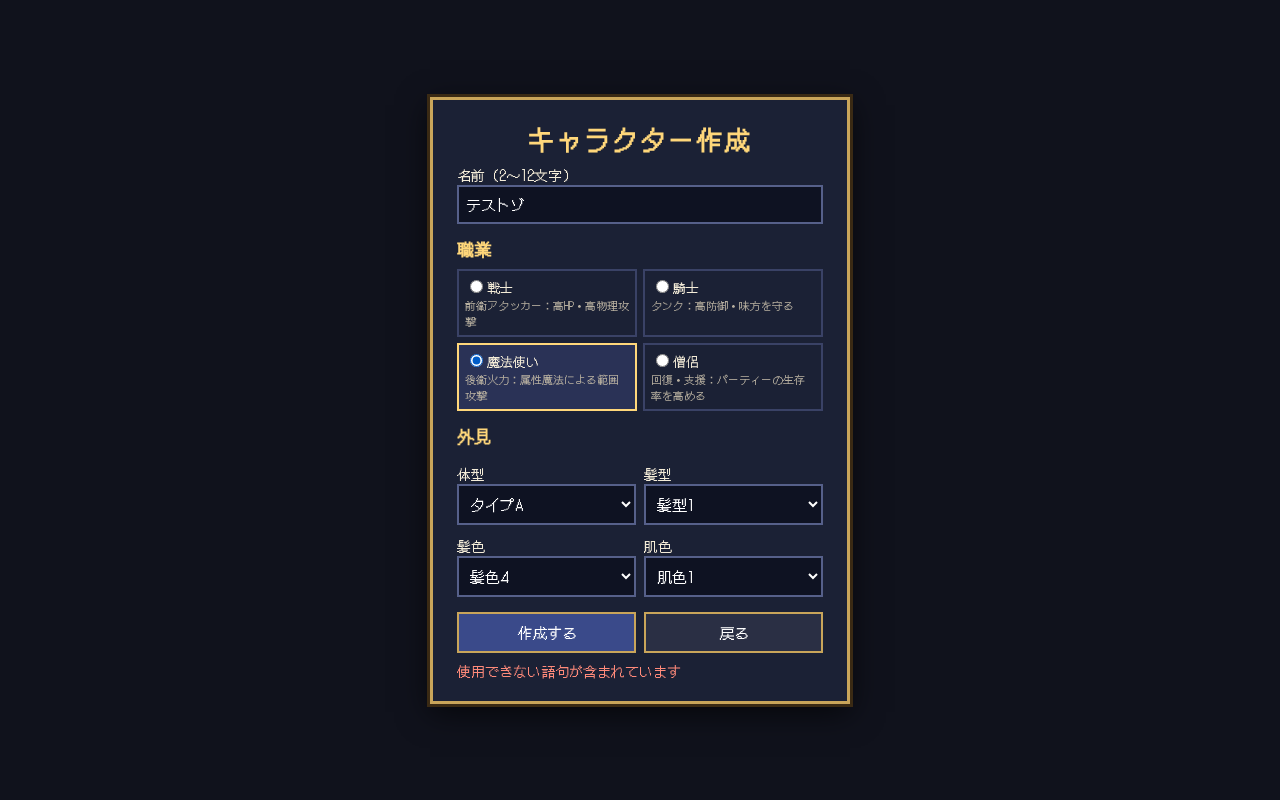 キャラクター作成
名前（2〜12文字）
テストゾ
職業
戦士
前衛アタッカー：高HP・高物理攻
撃
騎士
タンク：高防御・味方を守る
魔法使い
後衛火力：属性魔法による範囲
攻撃
僧侶
回復・支援：パーティーの生存
率を高める
外見
体型
髪型
タイプA
髪型1
髪色
肌色
髪色4
肌色1
作成する
戻る
使用できない語句が含まれています